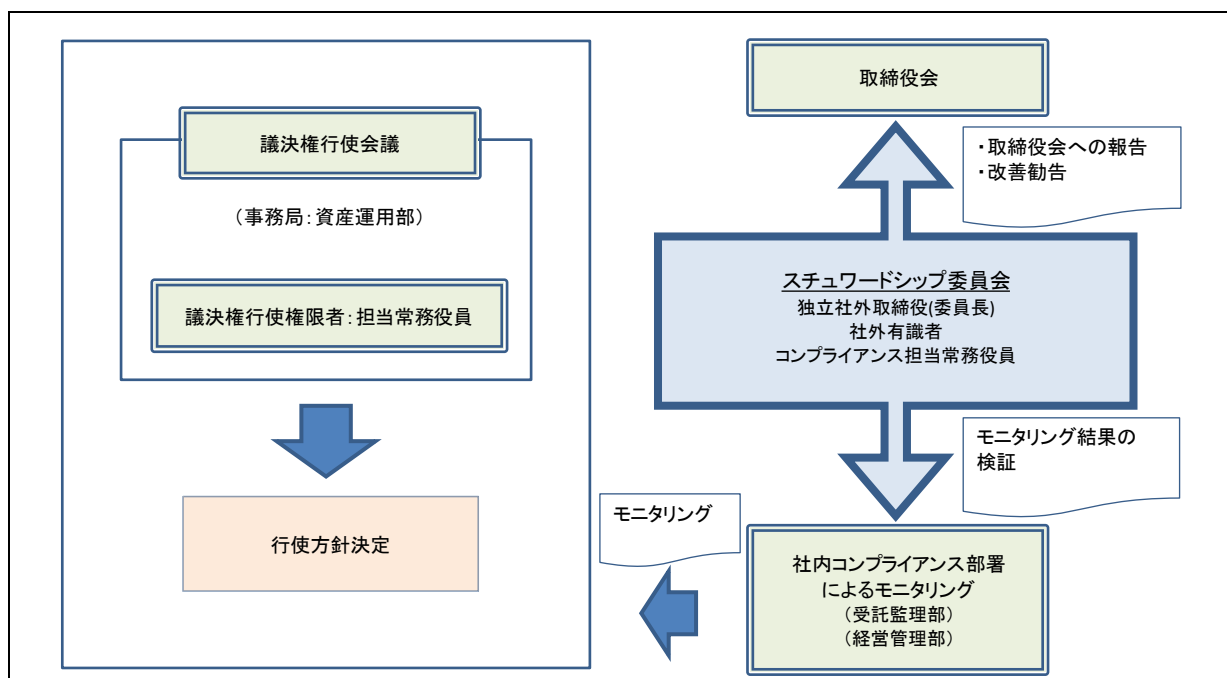 議決権行使会議
（事務局：資産運用部）
議決権行使権限者：担当常務役員
行使方針決定
取締役会
・取締役会への報告
・改善勧告
スチュワードシップ委員会
独立社外取締役(委員長)
社外有識者
コンプライアンス担当常務役員
モニタリング結果の
検証
モニタリング
社内コンプライアンス部署
によるモニタリング
（受託監理部）
（経営管理部）